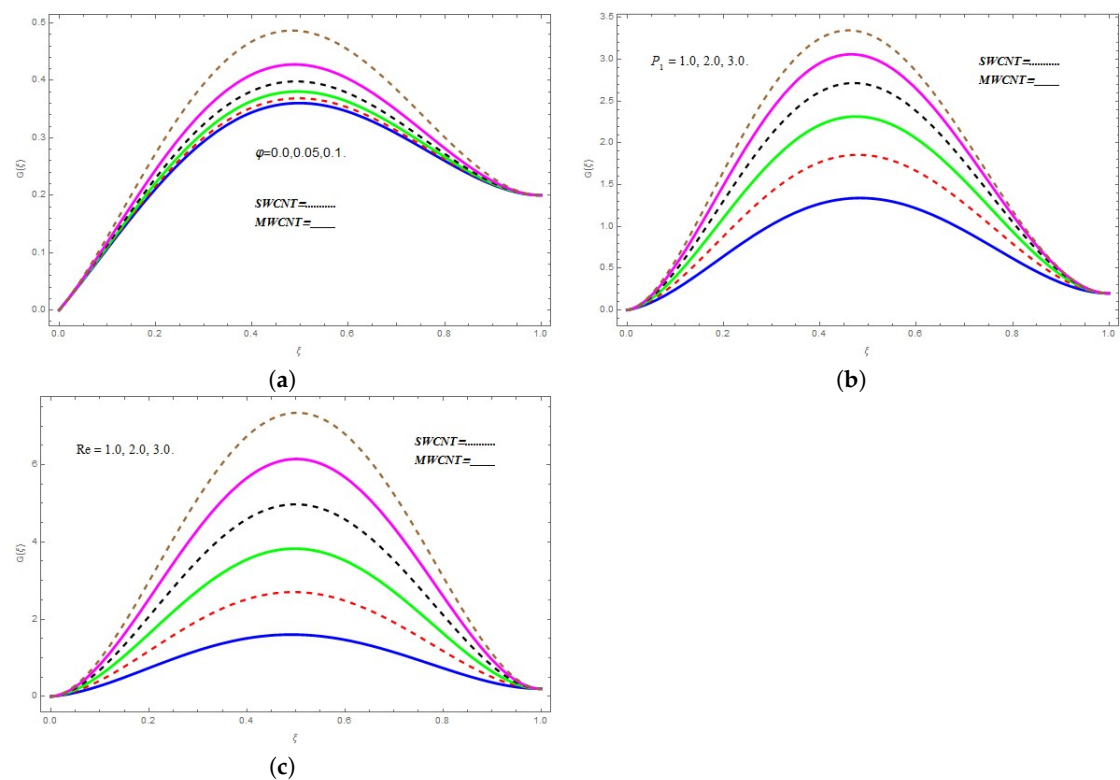 0.5
0.4
0.3
0.2
0.1
0.0
G(ξ)
φ=0.0,0.05,0.1.
SWCNT=..........
MWCNT=____
0.0 0.2 0.4 0.6 0.8 1.0
ξ
(a)
3.5
3.0
2.5
2.0
1.5
1.0
0.5
0.0
G(ξ)
P1 = 1.0, 2.0, 3.0.
SWCNT=..........
MWCNT=____
0.0 0.2 0.4 0.6 0.8 1.0
ξ
(b)
6
4
2
0
G(ξ)
Re = 1.0, 2.0, 3.0.
SWCNT=..........
MWCNT=____
0.0 0.2 0.4 0.6 0.8 1.0
ξ
(c)